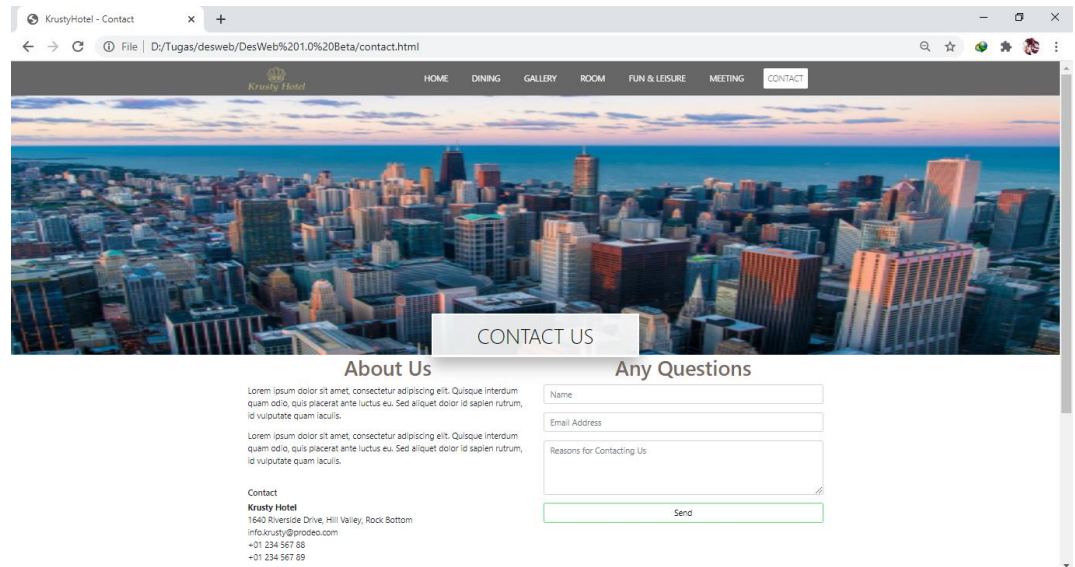 KrustyHotel - Contact
File | D:/Tugas/desweb/DesWeb%201.0%20Beta/contact.html
Krusty Hotel
HOME DINING GALLERY ROOM FUN & LEISURE MEETING CONTACT
CONTACT US
About Us
Lorem ipsum dolor sit amet, consectetur adipiscing elit. Quisque interdum
quam odio, quis placerat ante luctus eu. Sed aliquet dolor id sapien rutrum,
id vulputate quam iaculis.
Lorem ipsum dolor sit amet, consectetur adipiscing elit. Quisque interdum
quam odio, quis placerat ante luctus eu. Sed aliquet dolor id sapien rutrum,
id vulputate quam iaculis.
Contact
Krusty Hotel
1640 Riverside Drive, Hill Valley, Rock Bottom
info.krusty@prodeo.com
+01 234 567 88
+01 234 567 89
Any Questions
Name
Email Address
Reasons for Contacting Us
Send